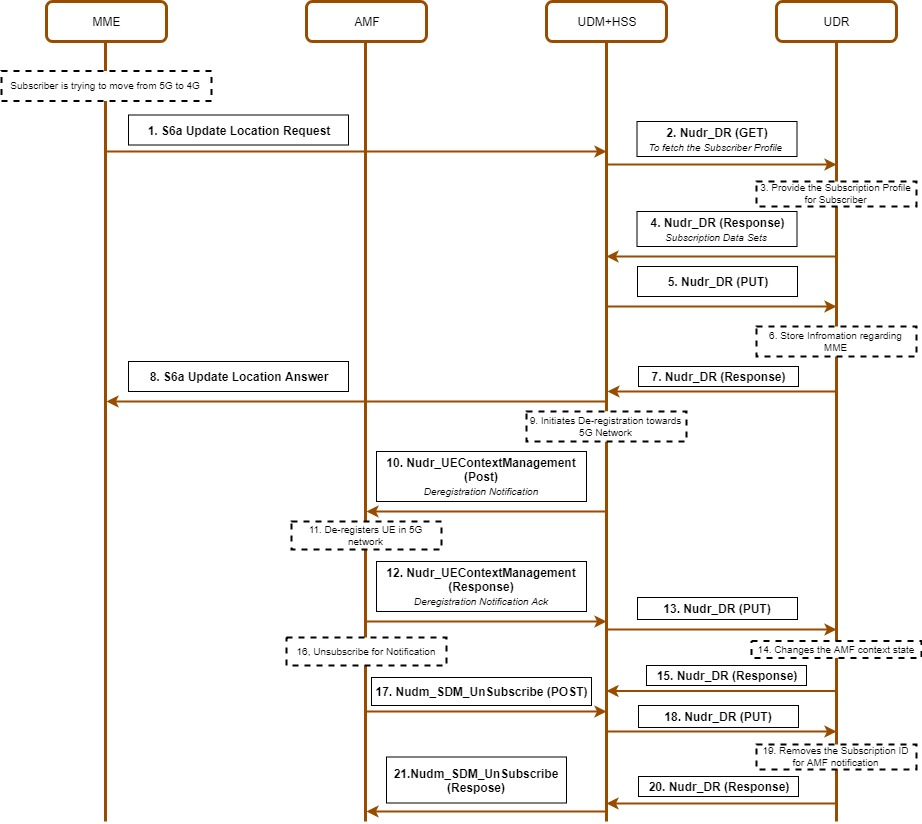 MME
AMF
UDM+HSS
UDR
Subscriber is trying to move from 5G to 4G
1. S6a Update Location Request
2. Nudr_DR (GET)
To fetch the Subscriber Profile
3. Provide the Subscription Profile
for Subscriber
4. Nudr_DR (Response)
Subscription Data Sets
5. Nudr_DR (PUT)
6. Store Infromation regarding
MME
7. Nudr_DR (Response)
8. S6a Update Location Answer
9. Initiates De-registration towards
5G Network
10. Nudr_UEContextManagement
(Post)
Deregistration Notification
11. De-registers UE in 5G
network
12. Nudr_UEContextManagement
(Response)
Deregistration Notification Ack
13. Nudr_DR (PUT)
14. Changes the AMF context state
15. Nudr_DR (Response)
16, Unsubscribe for Notification
17. Nudm_SDM_UnSubscribe (POST)
18. Nudr_DR (PUT)
19. Removes the Subscription ID
for AMF notification
20. Nudr_DR (Response)
21.Nudm_SDM_UnSubscribe
(Respose)